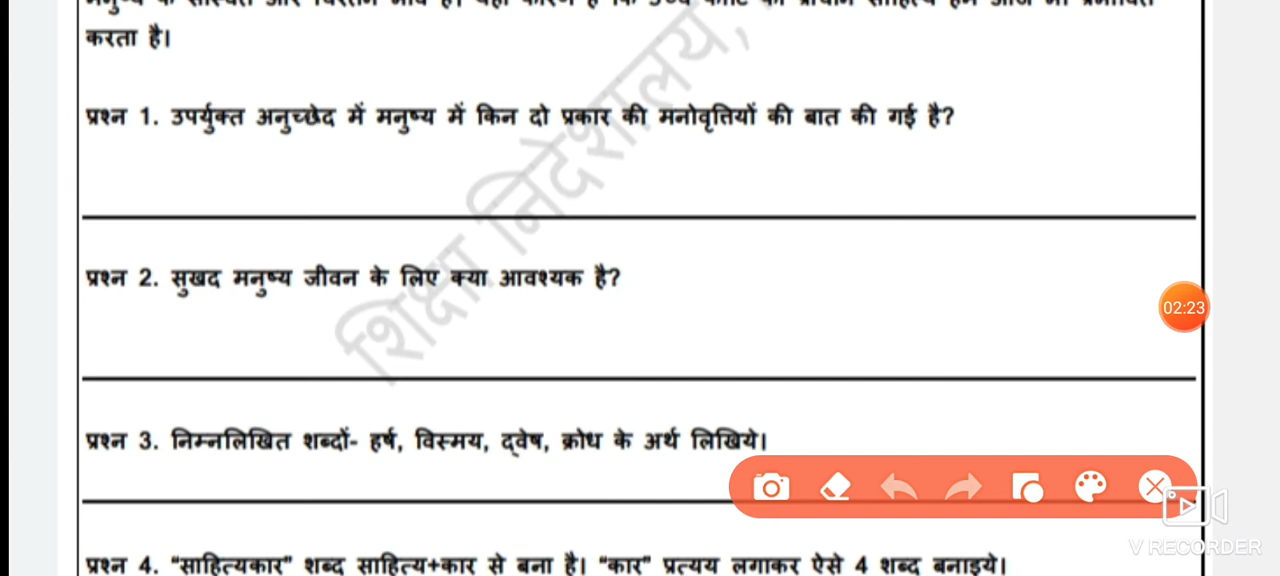 करता है।
प्रश्न 1. उपर्युक्त अनुच्छेद में मनुष्य में किन दो प्रकार की मनोवृत्तियों की बात की गई है?
प्रश्न 2. सुखद मनुष्य जीवन के लिए क्या आवश्यक है?
02:23
प्रश्न 3. निम्नलिखित शब्दों- हर्ष, विस्मय, द्वेष, क्रोध के अर्थ लिखिये।
प्रश्न 4. “साहित्यकार” शब्द साहित्य+कार से बना है। “कार” प्रत्यय लगाकर ऐसे 4 शब्द बनाइये।
शिक्षा निदेशालय,
V RECORDER